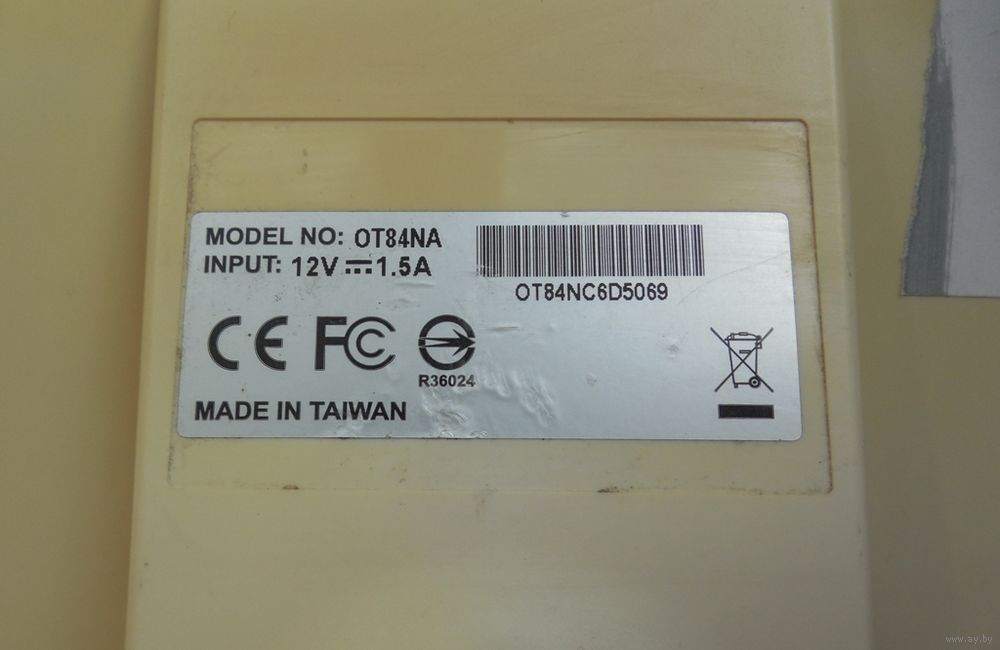 MODEL NO: OT84NA
INPUT: 12V⎓1.5A
OT84NC6D5069
CE FC
R36024
MADE IN TAIWAN
www.ay.by